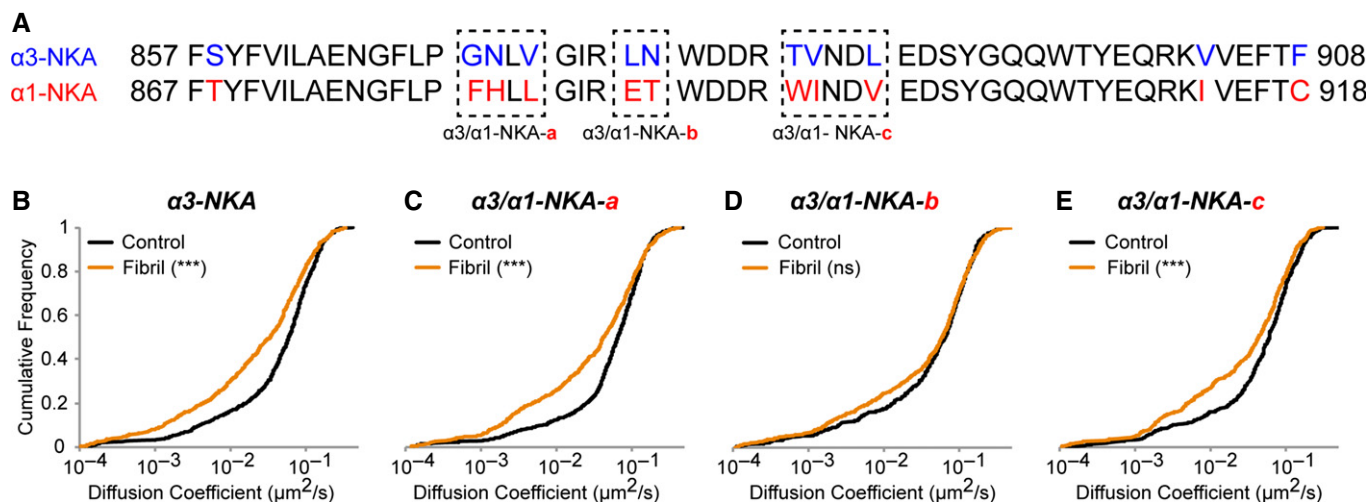 A
α3-NKA 857 FSYFVILAENGFLP GNLV GIR LN WDDR TVNDL EDSYGQQWTYEQRKVVEFTF 908
α1-NKA 867 FTYFVILAENGFLP FHLL GIR ET WDDR WINDV EDSYGQQWTYEQRKIVEFTC 918
α3/α1-NKA-a α3/α1-NKA-b α3/α1- NKA-c
B α3-NKA
Control
Fibril (***)
Cumulative Frequency
1
0.8
0.6
0.4
0.2
0
10⁻⁴ 10⁻³ 10⁻² 10⁻¹
Diffusion Coefficient (μm²/s)
C α3/α1-NKA-a
Control
Fibril (***)
10⁻⁴ 10⁻³ 10⁻² 10⁻¹
Diffusion Coefficient (μm²/s)
D α3/α1-NKA-b
Control
Fibril (ns)
10⁻⁴ 10⁻³ 10⁻² 10⁻¹
Diffusion Coefficient (μm²/s)
E α3/α1-NKA-c
Control
Fibril (***)
10⁻⁴ 10⁻³ 10⁻² 10⁻¹
Diffusion Coefficient (μm²/s)